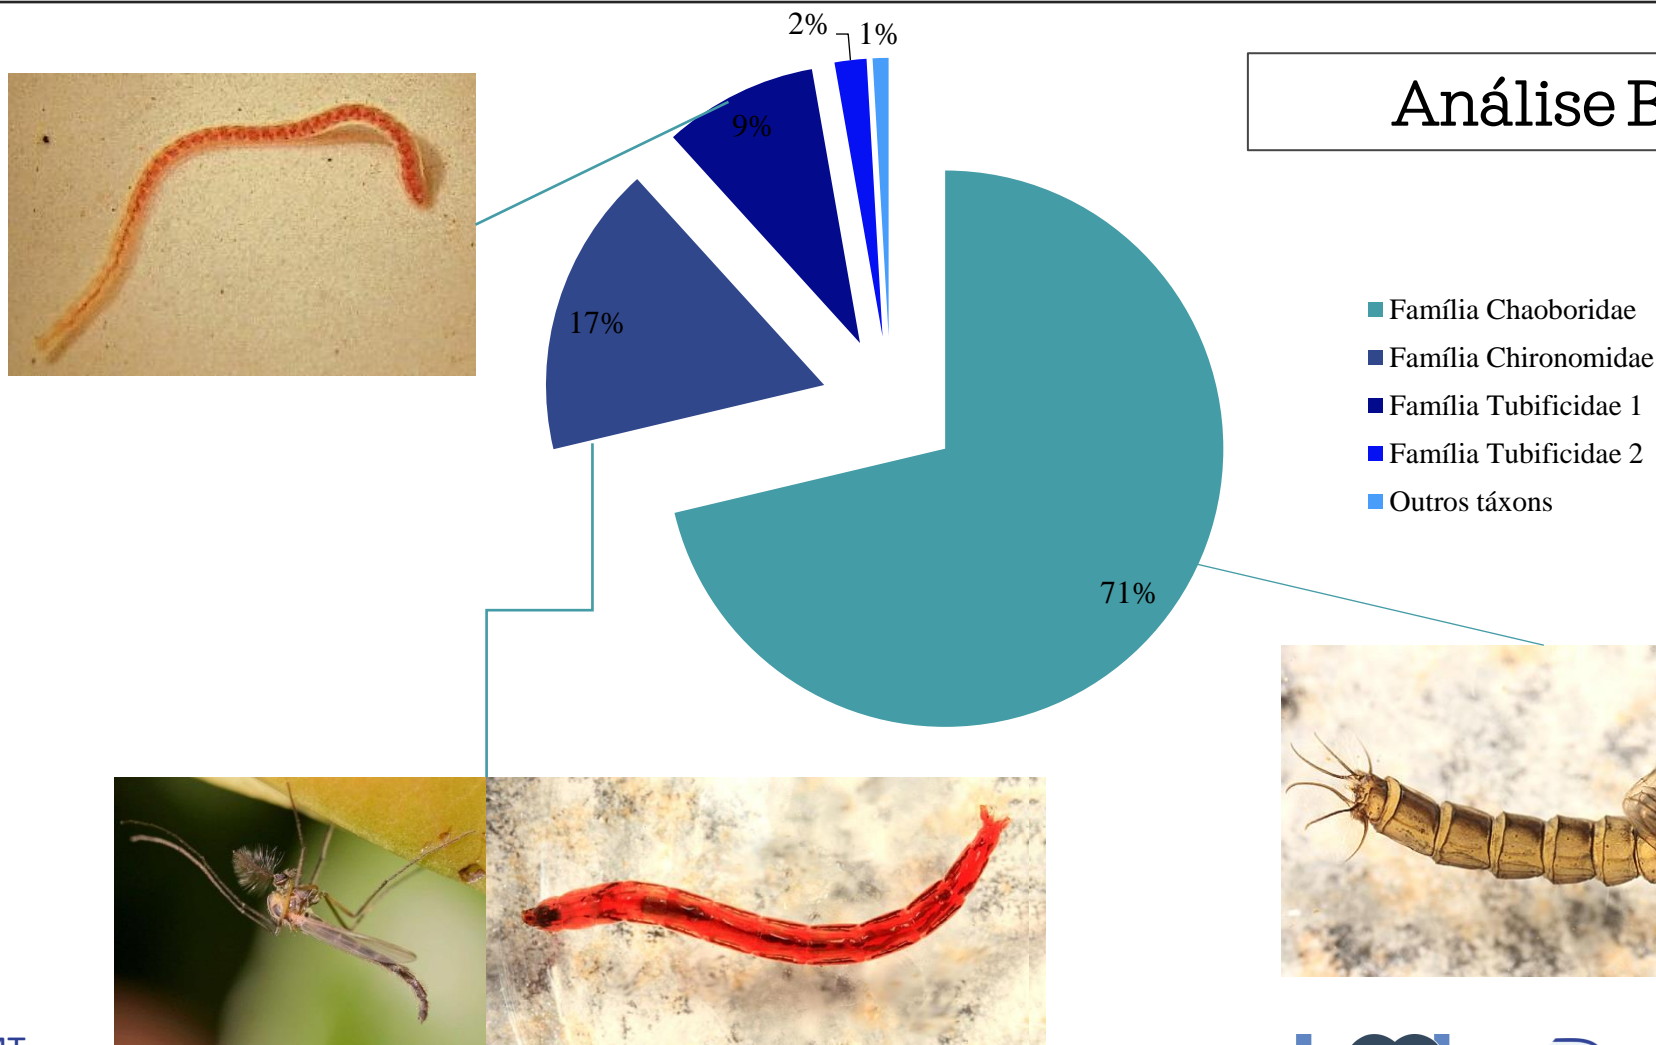 2%
1%
Análise
9%
17%
71%
Família Chaoboridae
Família Chironomidae
Família Tubificidae 1
Família Tubificidae 2
Outros táxons